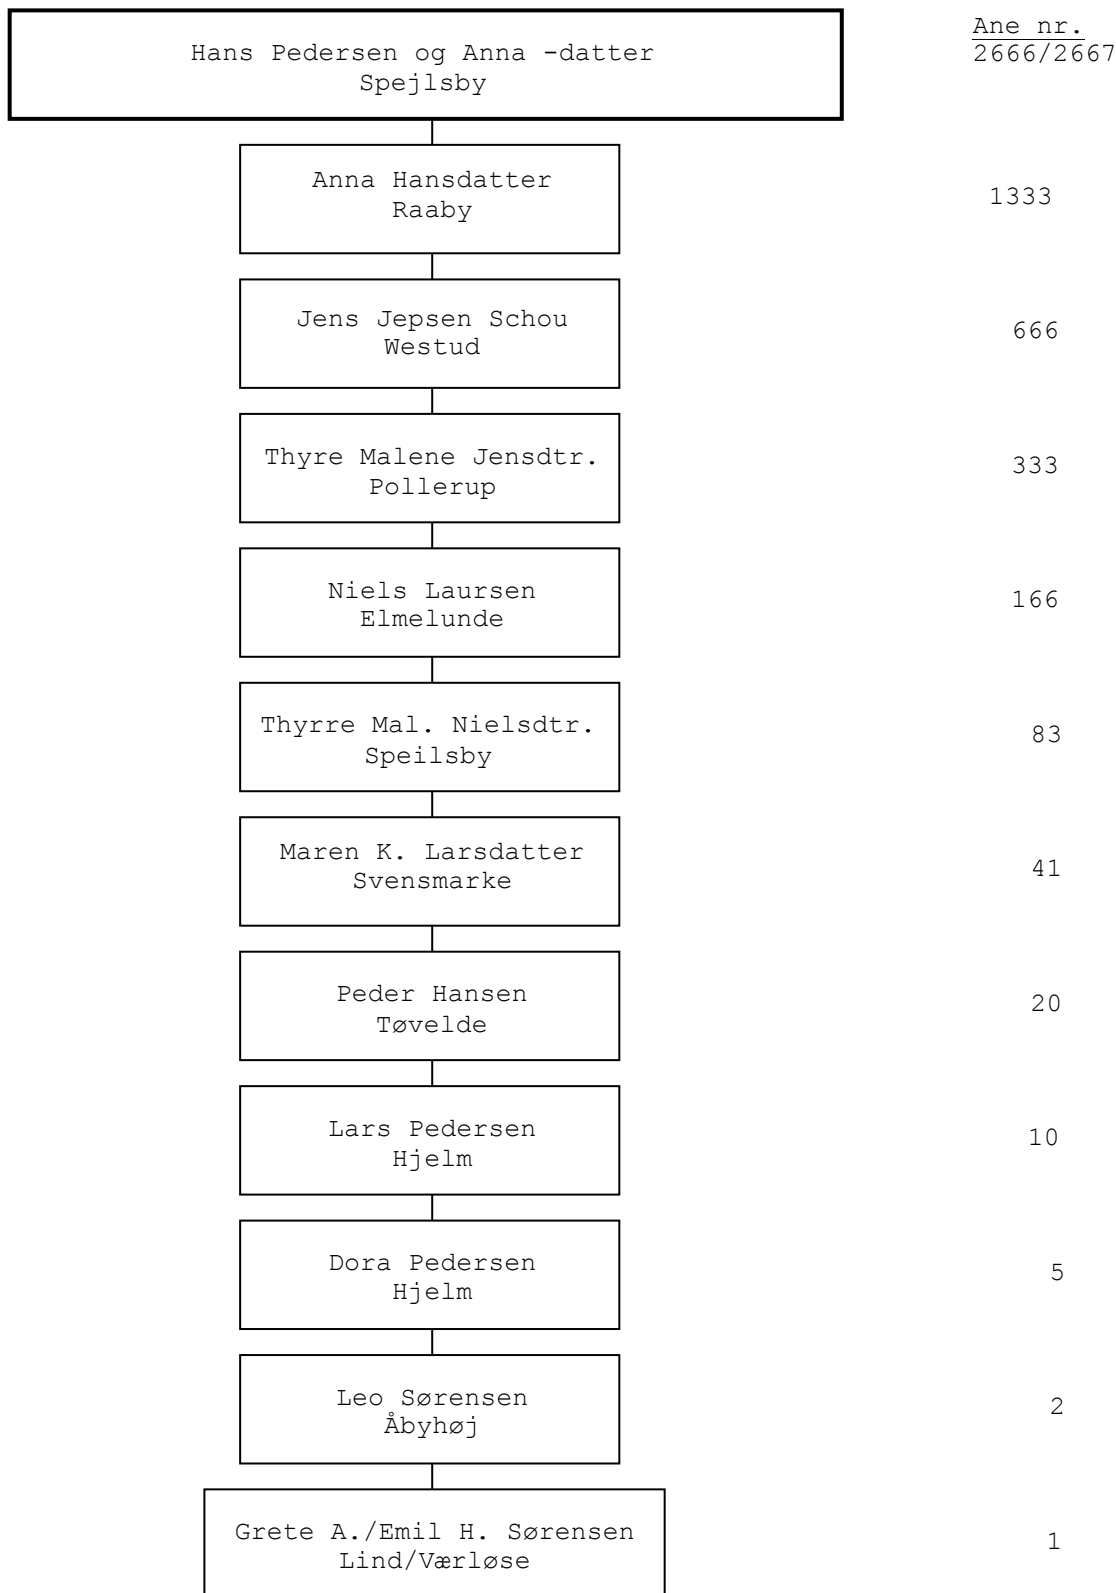 Ane nr.
Hans Pedersen og Anna -datter
2666/2667
Spejlsby
Anna Hansdatter
1333
Raaby
Jens Jepsen Schou
666
Westud
Thyre Malene Jensdtr.
333
Pollerup
Niels Laursen
166
Elmelunde
Thyrre Mal. Nielsdtr.
83
Speilsby
Maren K. Larsdatter
41
Svensmarke
Peder Hansen
20
Tøvelde
Lars Pedersen
10
Hjelm
Dora Pedersen
5
Hjelm
Leo Sørensen
2
Åbyhøj
Grete A./Emil H. Sørensen
1
Lind/Værløse